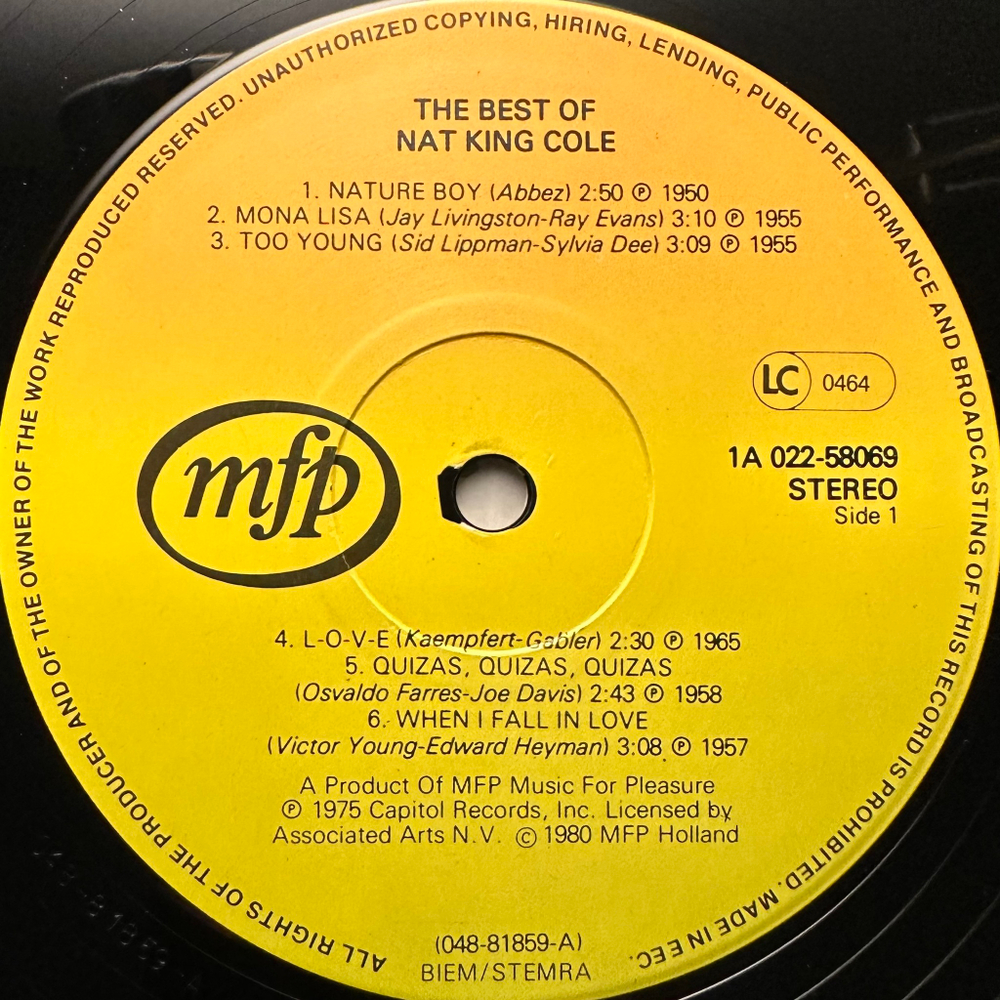 ALL RIGHTS OF THE PRODUCER AND OF THE OWNER OF THE WORK REPRODUCED RESERVED. UNAUTHORIZED COPYING, HIRING, LENDING, PUBLIC PERFORMANCE AND BROADCASTING OF THIS RECORD IS PROHIBITED. MADE IN EEC.
THE BEST OF
NAT KING COLE
1. NATURE BOY (Abbez) 2:50 ℗ 1950
2. MONA LISA (Jay Livingston-Ray Evans) 3:10 ℗ 1955
3. TOO YOUNG (Sid Lippman-Sylvia Dee) 3:09 ℗ 1955
LC 0464
mfp
1A 022-58069
STEREO
Side 1
4. L-O-V-E (Kaempfert-Gabler) 2:30 ℗ 1965
5. QUIZAS, QUIZAS, QUIZAS
(Osvaldo Farres-Joe Davis) 2:43 ℗ 1958
6. WHEN I FALL IN LOVE
(Victor Young-Edward Heyman) 3:08 ℗ 1957
A Product Of MFP Music For Pleasure
℗ 1975 Capitol Records, Inc. Licensed by
Associated Arts N.V. © 1980 MFP Holland
(048-81859-A)
BIEM/STEMRA